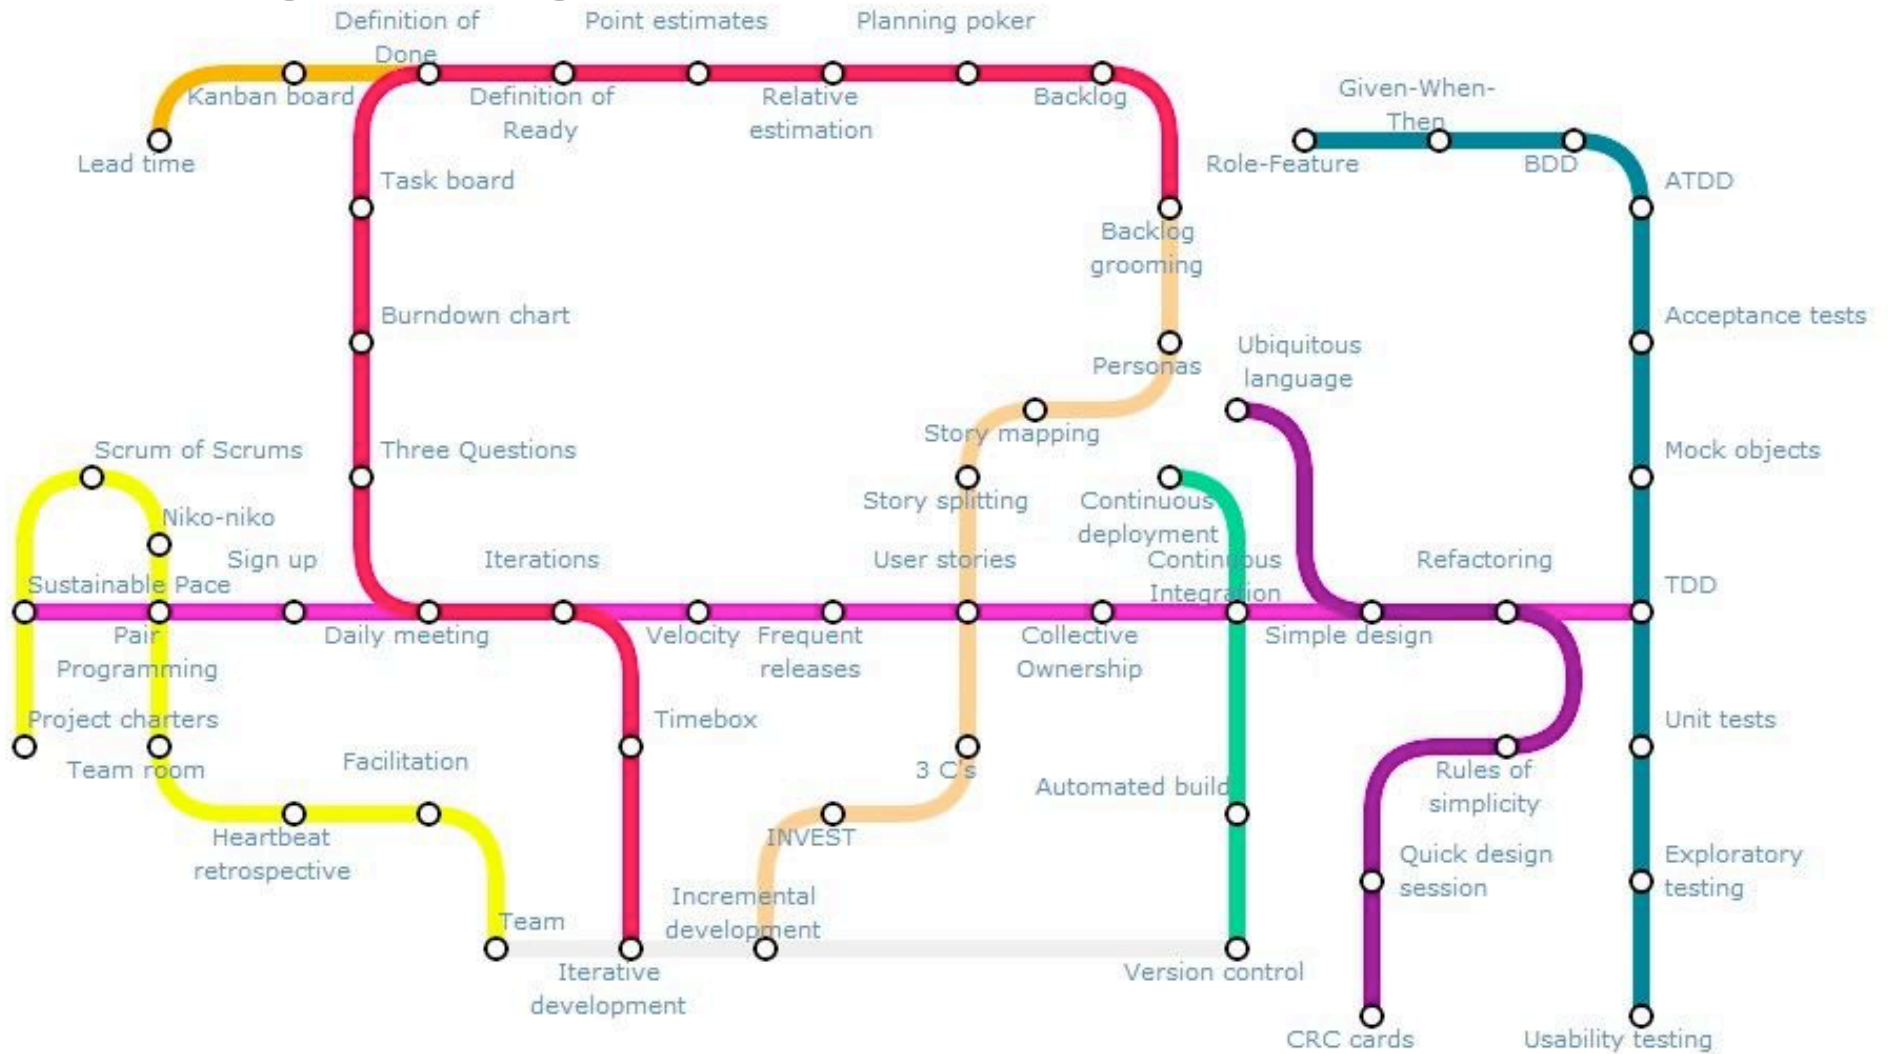 Definition of
Done
Point estimates
Planning poker
Kanban board
Definition of
Ready
Relative
estimation
Backlog
Given-When-
Then
Lead time
Role-Feature
BDD
Task board
ATDD
Backlog
grooming
Burndown chart
Acceptance tests
Ubiquitous
language
Personas
Story mapping
Scrum of Scrums
Three Questions
Mock objects
Story splitting
Continuous
deployment
Niko-niko
Sign up
Iterations
User stories
Continuous
Integration
Refactoring
Sustainable Pace
TDD
Pair
Programming
Daily meeting
Velocity
Frequent
releases
Collective
Ownership
Simple design
Project charters
Timebox
Unit tests
Team room
Facilitation
3 C's
Automated build
Rules of
simplicity
Heartbeat
retrospective
INVEST
Quick design
session
Exploratory
testing
Incremental
development
Team
Iterative
development
Version control
CRC cards
Usability testing